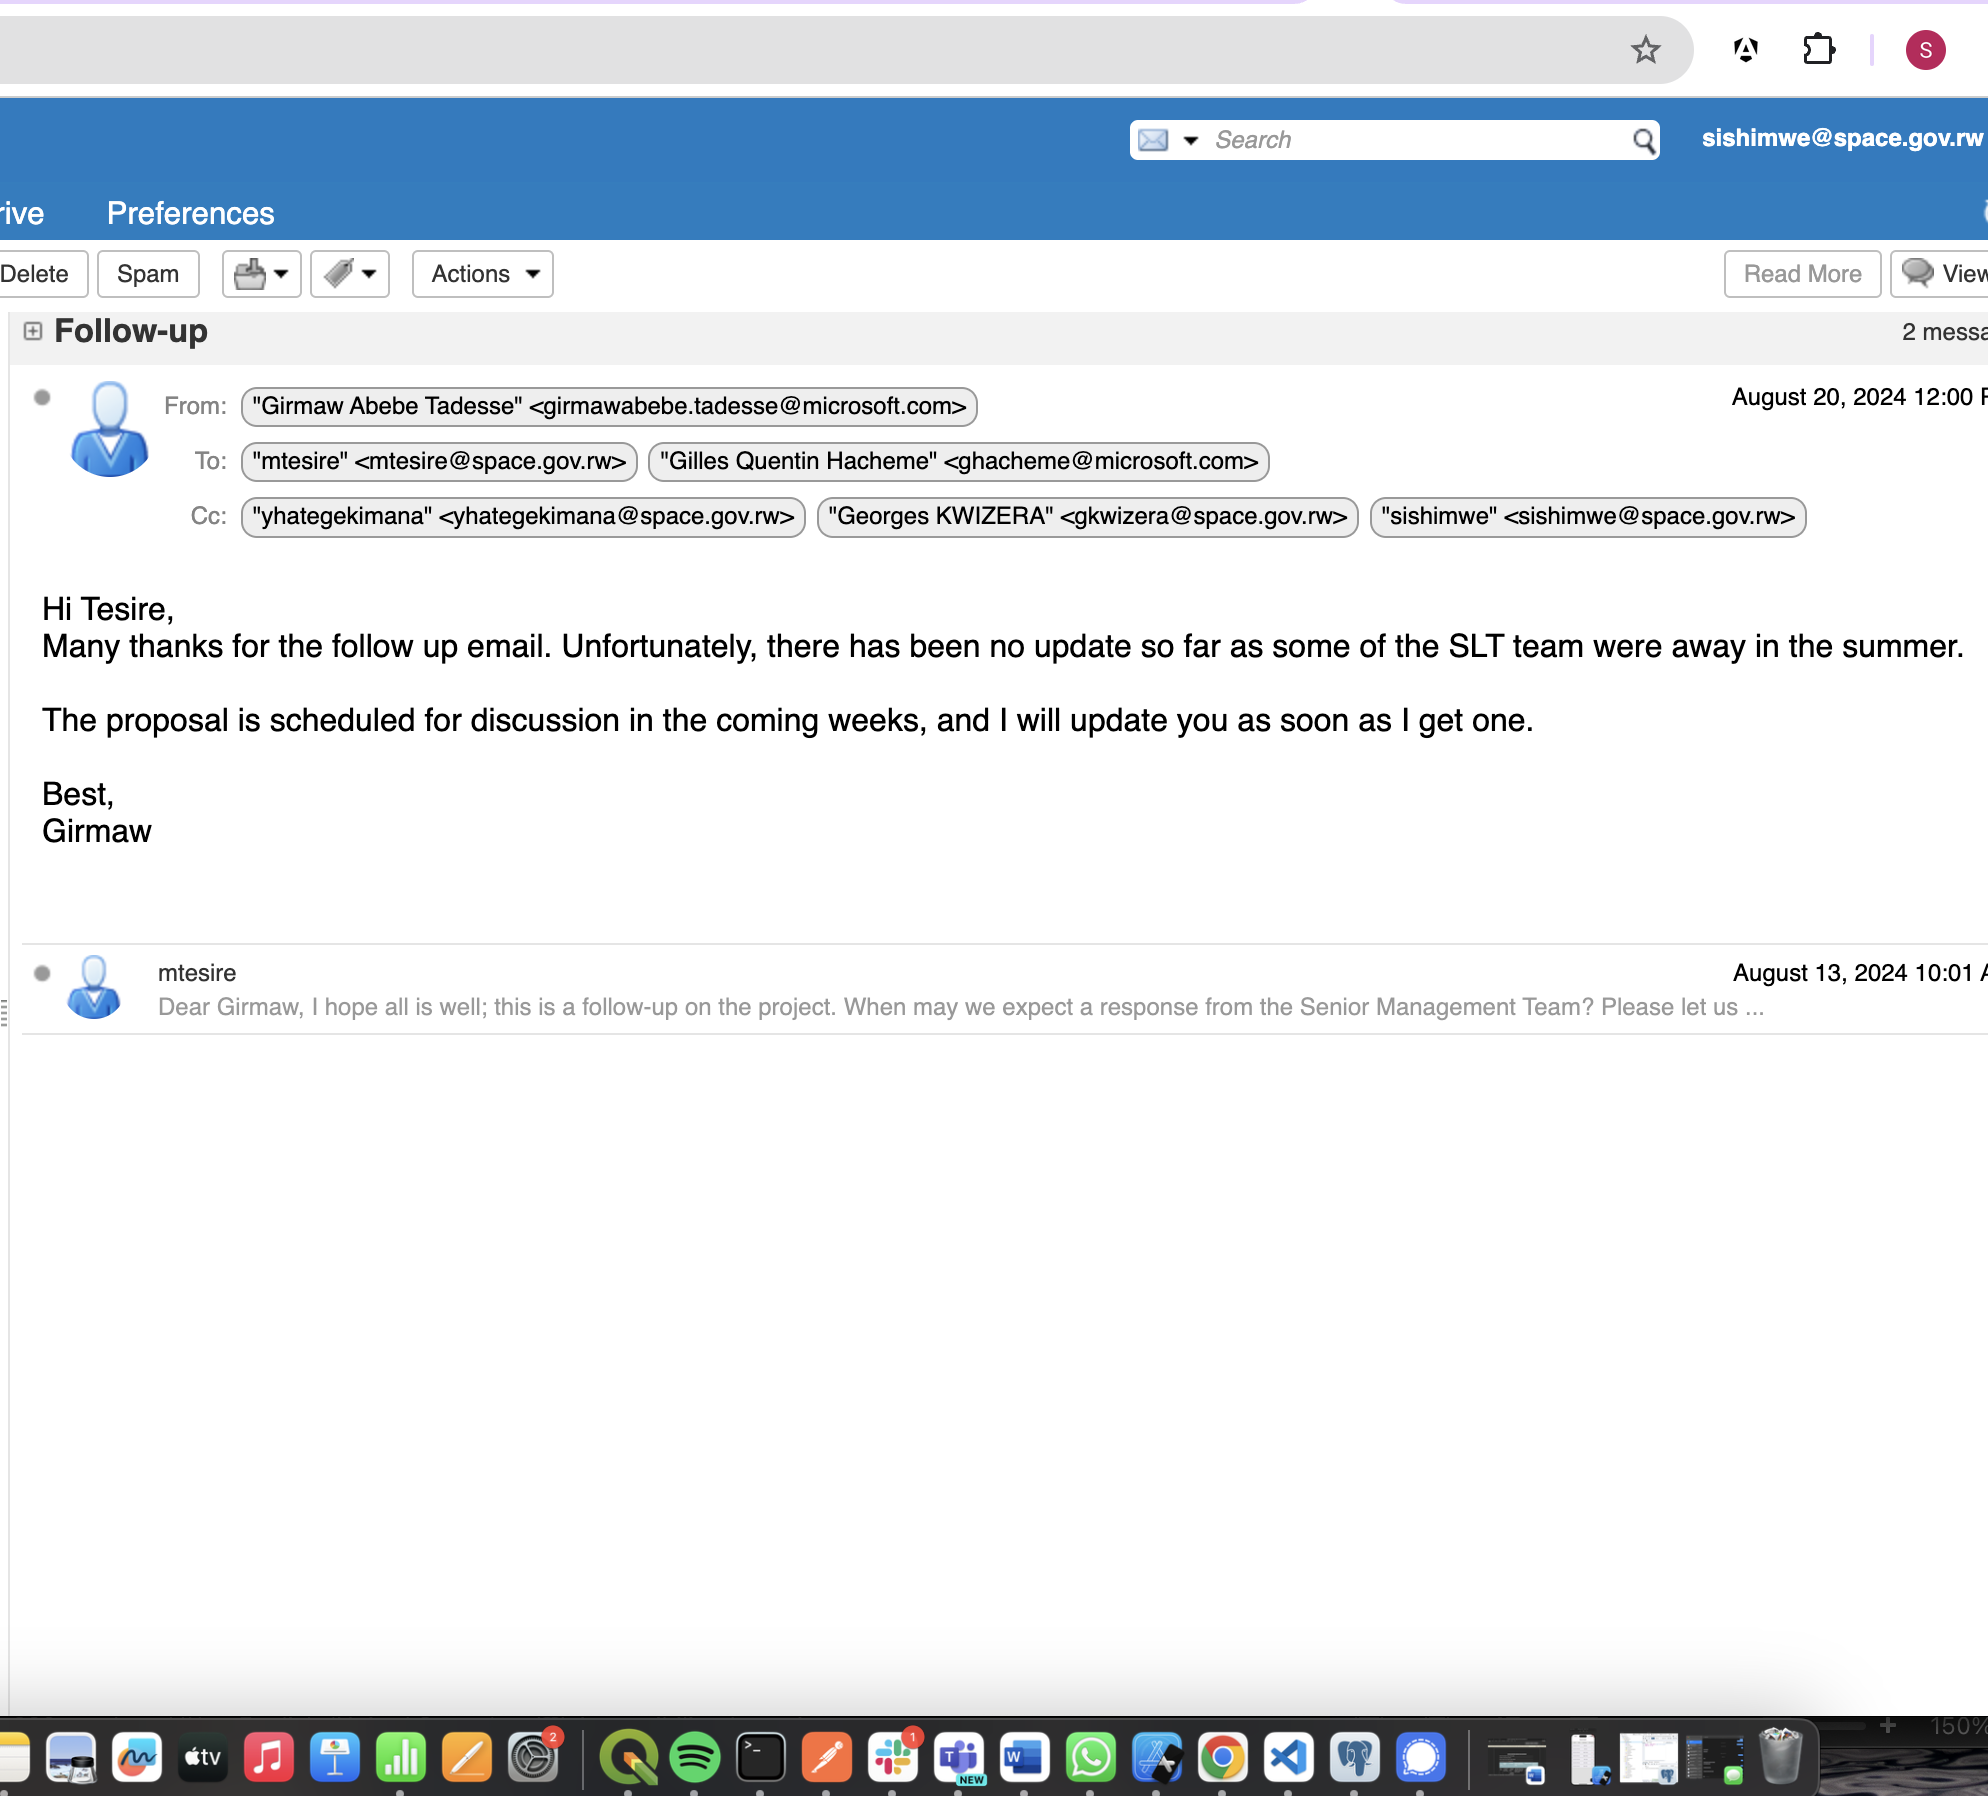 S
Search
sishimwe@space.gov.rw
rive Preferences
Delete Spam Actions Read More View
Follow-up 2 messa
From: "Girmaw Abebe Tadesse" <girmawabebe.tadesse@microsoft.com> August 20, 2024 12:00 P
To: "mtesire" <mtesire@space.gov.rw> "Gilles Quentin Hacheme" <ghacheme@microsoft.com>
Cc: "yhategekimana" <yhategekimana@space.gov.rw> "Georges KWIZERA" <gkwizera@space.gov.rw> "sishimwe" <sishimwe@space.gov.rw>
Hi Tesire,
Many thanks for the follow up email. Unfortunately, there has been no update so far as some of the SLT team were away in the summer.
The proposal is scheduled for discussion in the coming weeks, and I will update you as soon as I get one.
Best,
Girmaw
mtesire August 13, 2024 10:01 A
Dear Girmaw, I hope all is well; this is a follow-up on the project. When may we expect a response from the Senior Management Team? Please let us ...
150%
tv 2 1 T NEW W